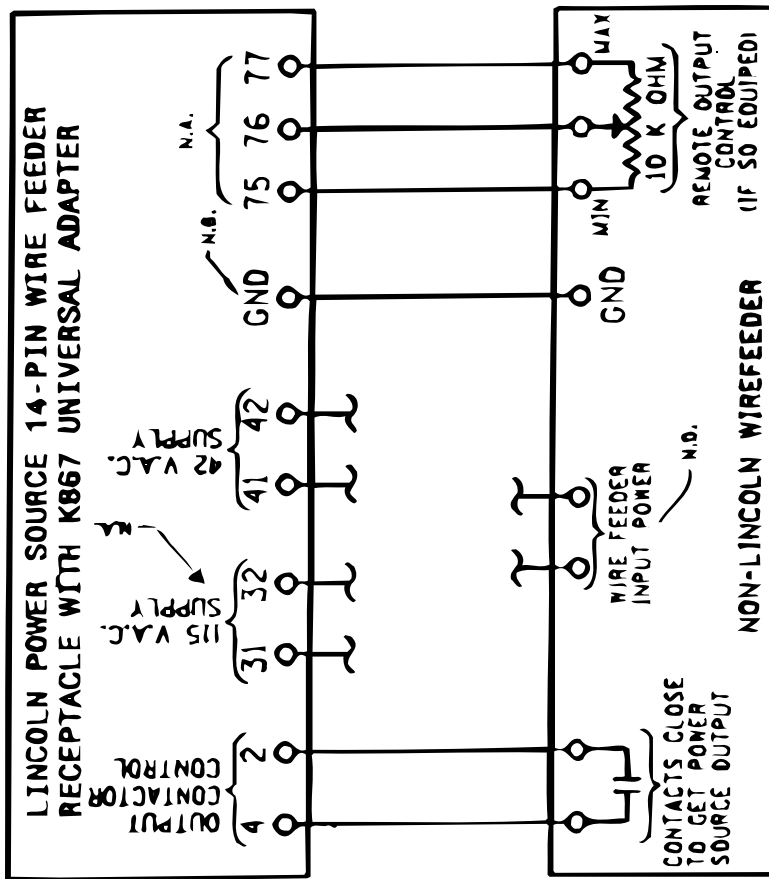 LINCOLN POWER SOURCE 14-PIN WIRE FEEDER
RECEPTACLE WITH K867 UNIVERSAL ADAPTER
N.A.
77
76
75
N.B.
GND
42
41
42 V.A.C.
SUPPLY
N.A.
32
31
115 V.A.C.
SUPPLY
2
4
OUTPUT
CONTACTOR
CONTROL
MAX
MIN
10 K OHM
REMOTE OUTPUT
CONTROL
(IF SO EQUIPED)
GND
WIRE FEEDER
INPUT POWER
N.D.
CONTACTS CLOSE
TO GET POWER
SOURCE OUTPUT
NON-LINCOLN WIREFEEDER